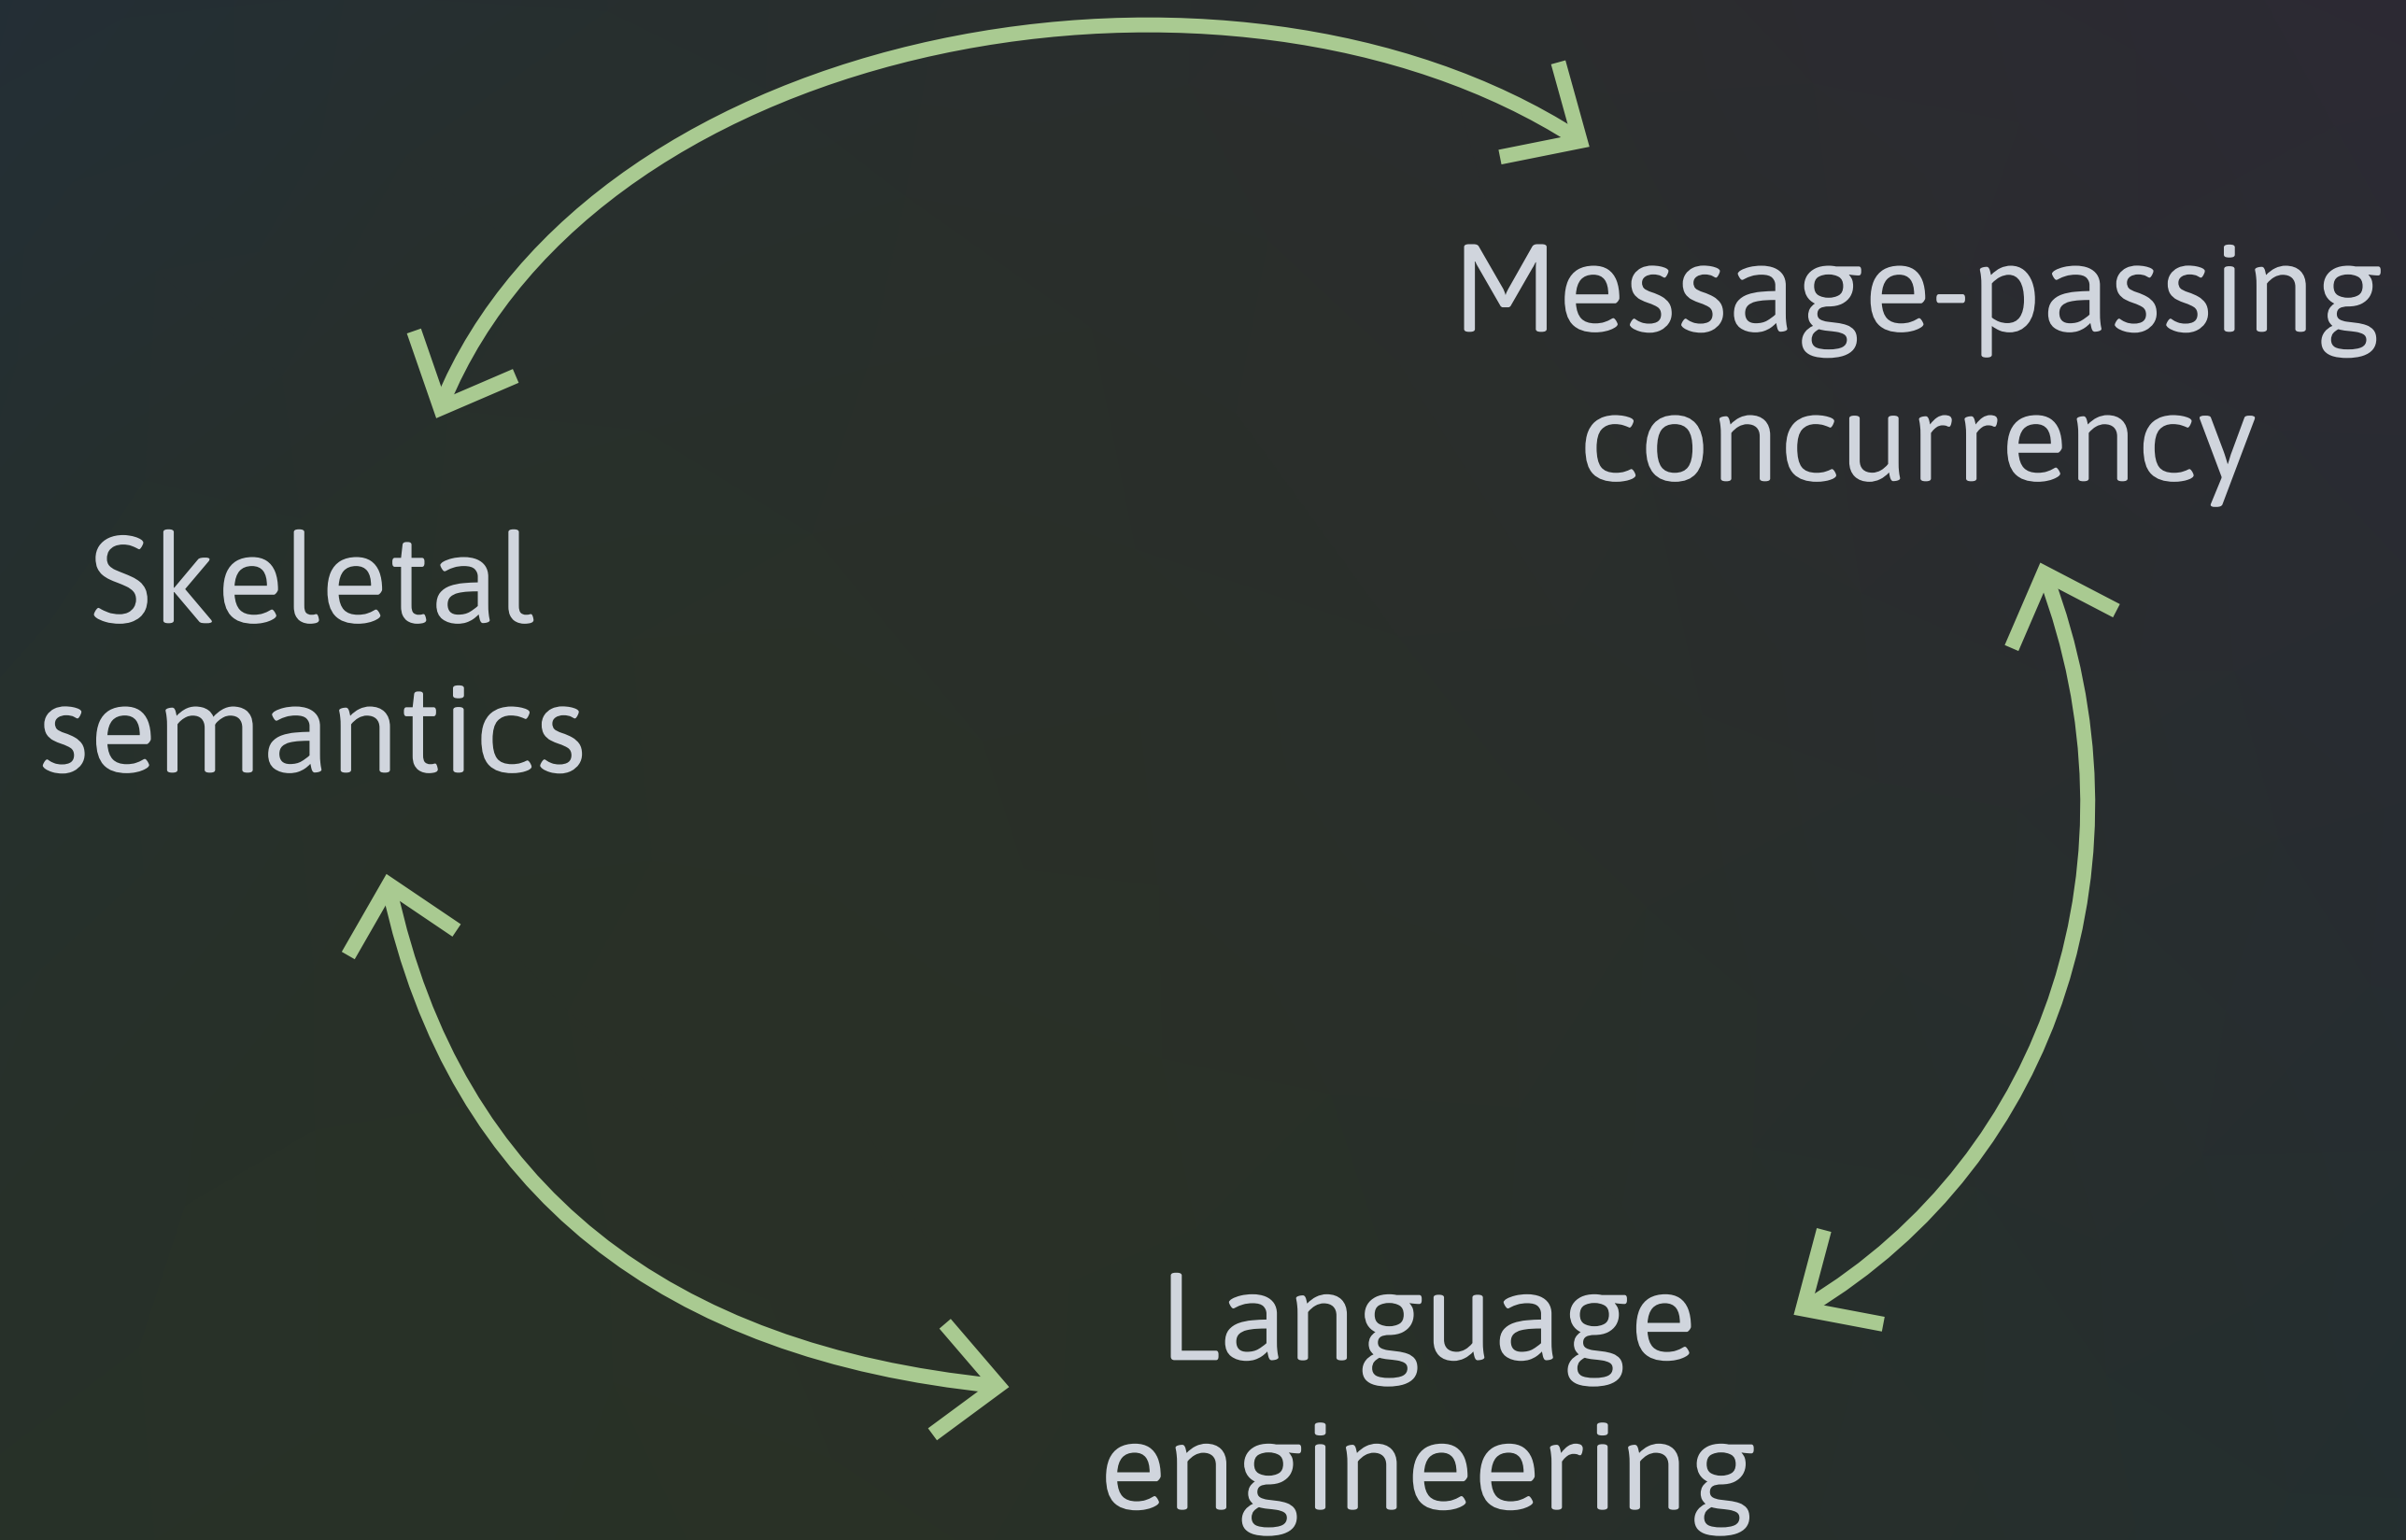 Message-passing
concurrency
Skeletal
semantics
Language
engineering